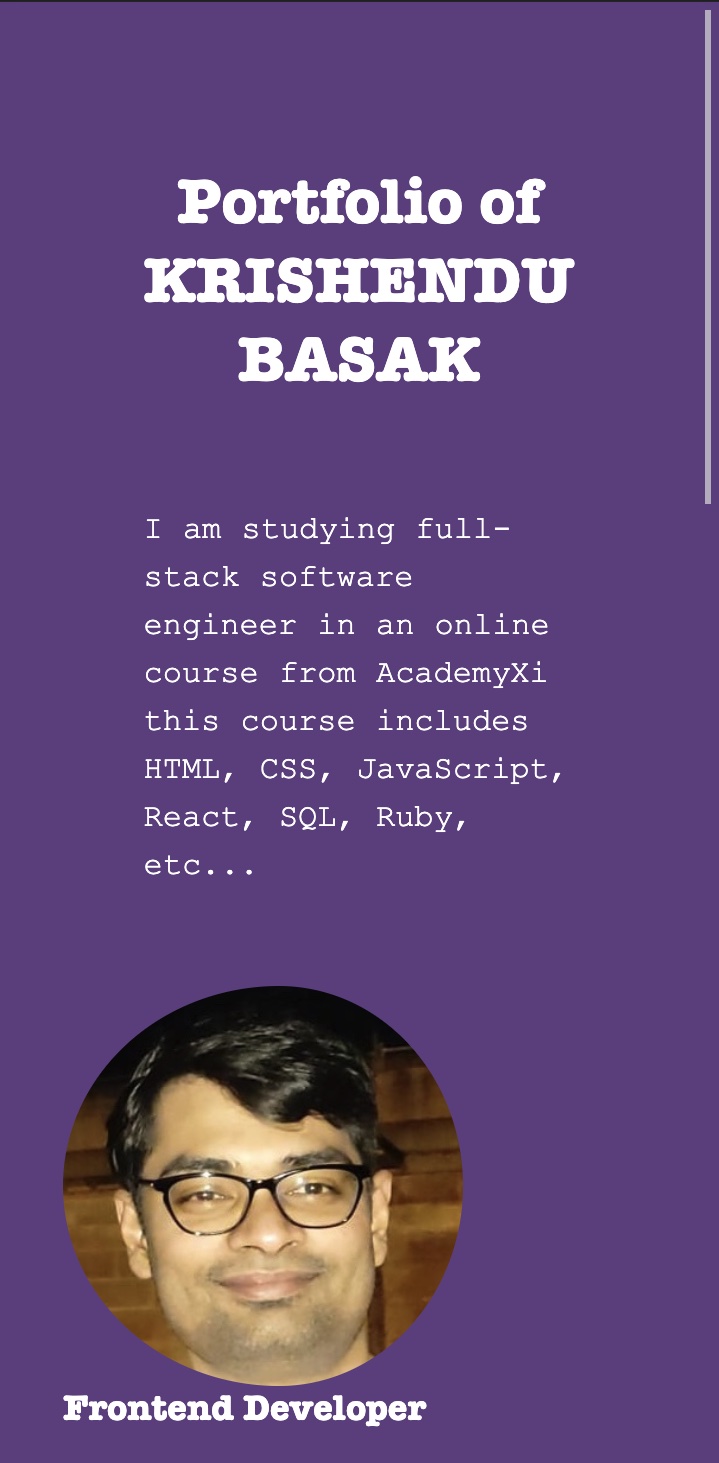 Portfolio of
KRISHENDU
BASAK
I am studying full-
stack software
engineer in an online
course from AcademyXi
this course includes
HTML, CSS, JavaScript,
React, SQL, Ruby,
etc...
Frontend Developer